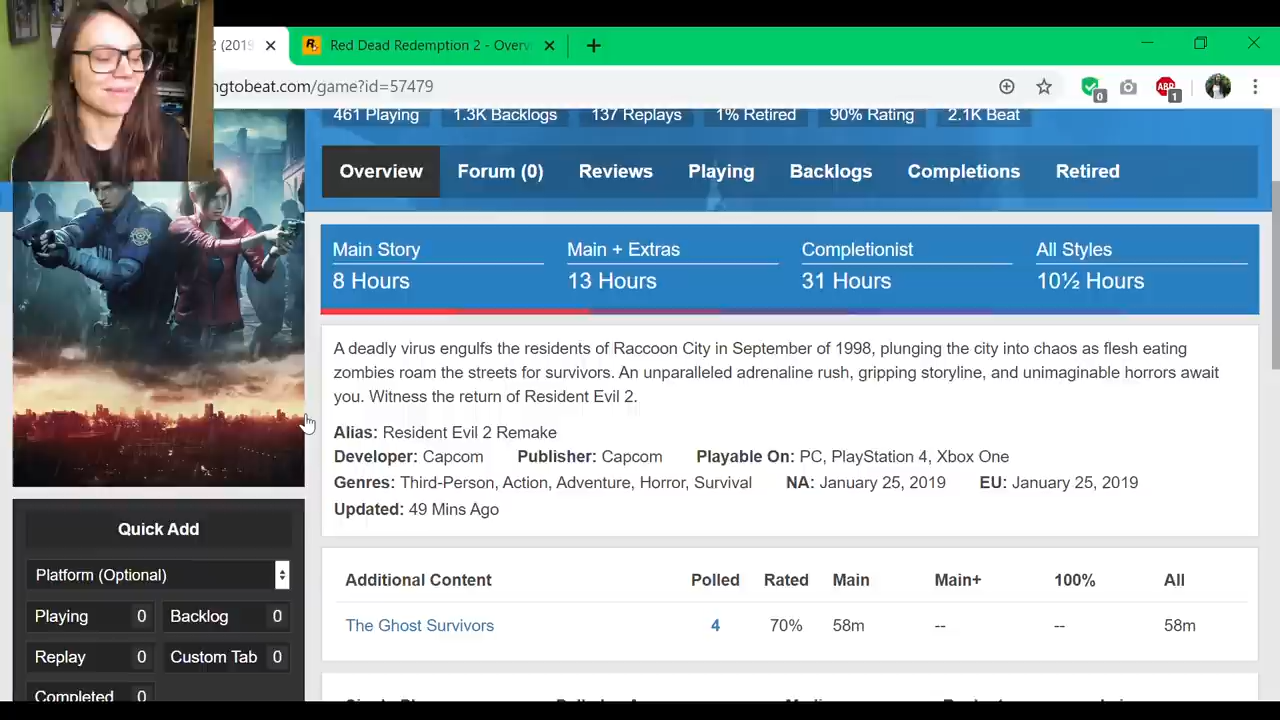 2 (2019
Red Dead Redemption 2 - Overv
ngtobeat.com/game?id=57479
0
ABP
1
461 Playing
1.3K Backlogs
137 Replays
1% Retired
90% Rating
2.1K Beat
Overview
Forum (0)
Reviews
Playing
Backlogs
Completions
Retired
Main Story
Main + Extras
Completionist
All Styles
8 Hours
13 Hours
31 Hours
10½ Hours
A deadly virus engulfs the residents of Raccoon City in September of 1998, plunging the city into chaos as flesh eating
zombies roam the streets for survivors. An unparalleled adrenaline rush, gripping storyline, and unimaginable horrors await
you. Witness the return of Resident Evil 2.
Alias: Resident Evil 2 Remake
Developer: Capcom Publisher: Capcom Playable On: PC, PlayStation 4, Xbox One
Genres: Third-Person, Action, Adventure, Horror, Survival NA: January 25, 2019 EU: January 25, 2019
Updated: 49 Mins Ago
Quick Add
Platform (Optional)
Playing 0
Backlog 0
Replay 0
Custom Tab 0
Completed 0
Additional Content Polled Rated Main Main+ 100% All
The Ghost Survivors 4 70% 58m -- -- 58m